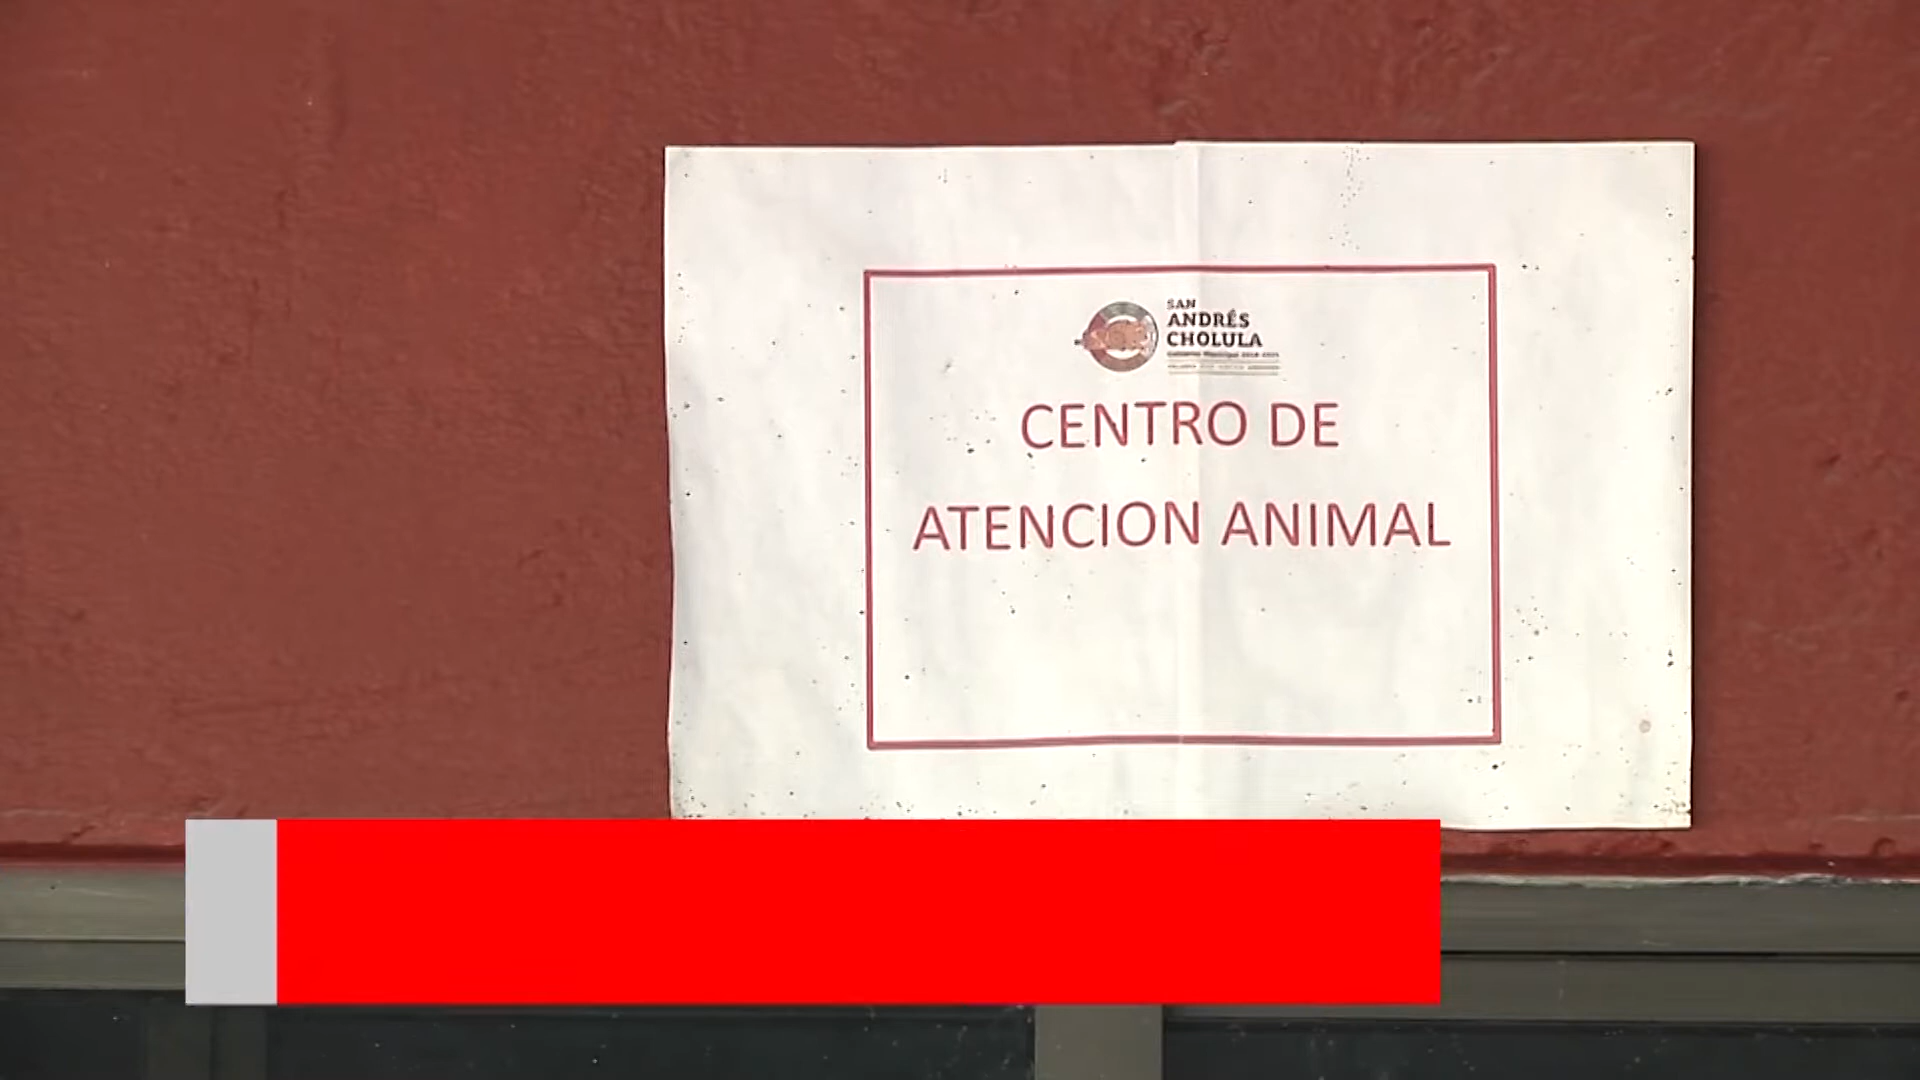 SAN
ANDRÉS
CHOLULA
CENTRO DE
ATENCION ANIMAL